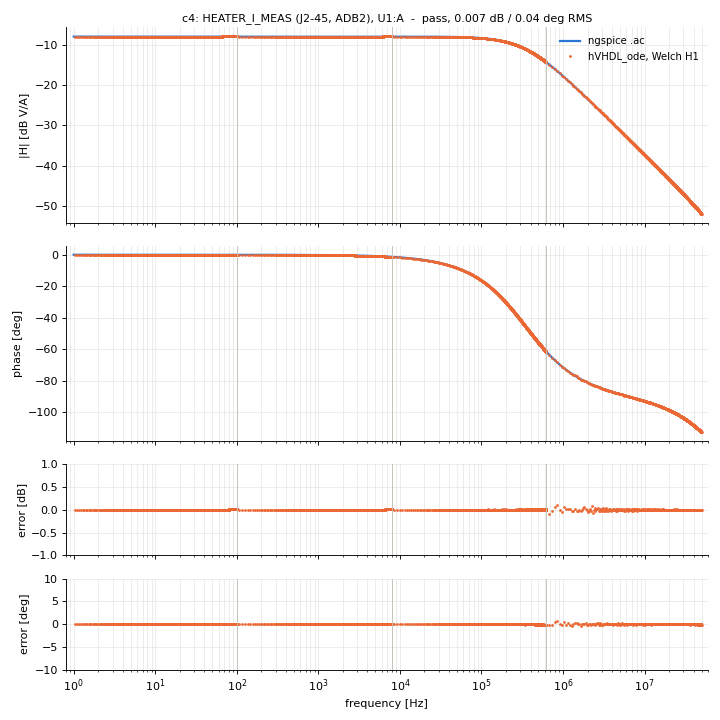 c4: HEATER_I_MEAS (J2-45, ADB2), U1:A - pass, 0.007 dB / 0.04 deg RMS
ngspice .ac
hVHDL_ode, Welch H1
|H| [dB V/A]
−10
−20
−30
−40
−50
phase [deg]
0
−20
−40
−60
−80
−100
error [dB]
1.0
0.5
0.0
−0.5
−1.0
error [deg]
10
5
0
−5
−10
10⁰ 10¹ 10² 10³ 10⁴ 10⁵ 10⁶ 10⁷
frequency [Hz]